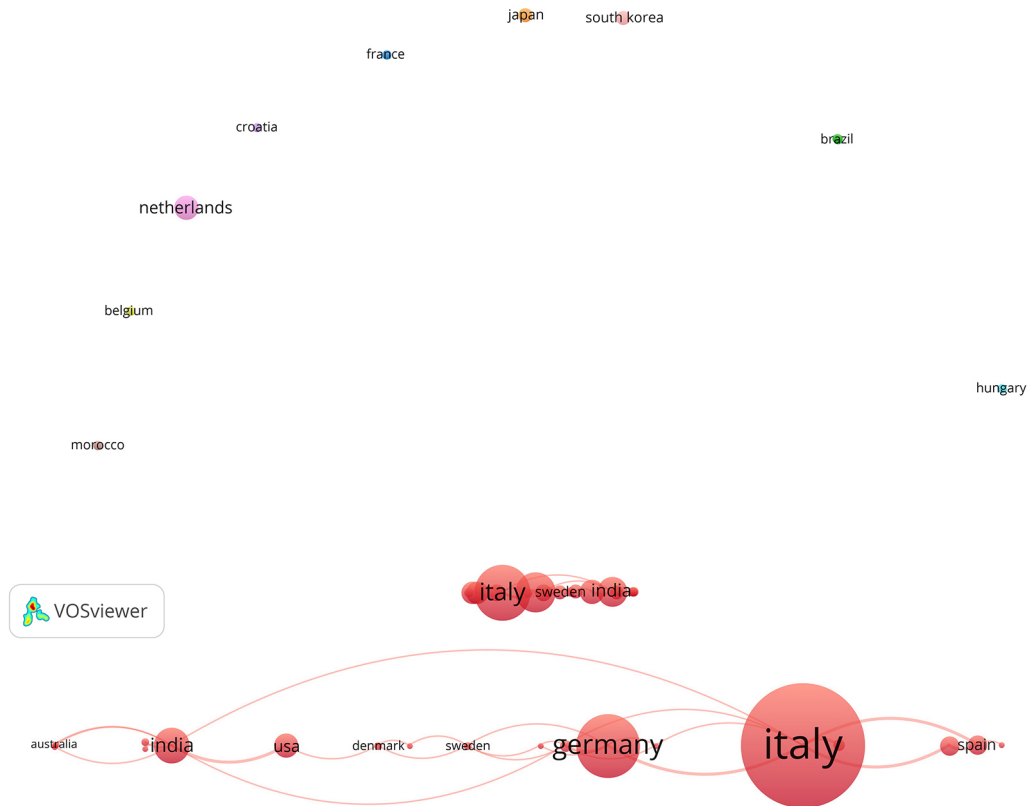 japan
south korea
france
croatia
brazil
netherlands
belgium
hungary
morocco
italy
sweden
india
VOSviewer
australia
india
usa
denmark
sweden
germany
italy
spain